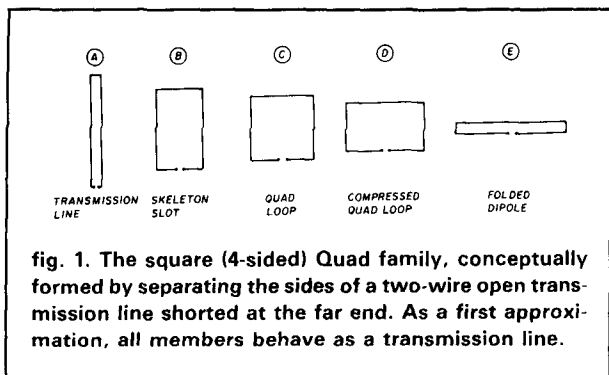 A B C D E
TRANSMISSION LINE SKELETON SLOT QUAD LOOP COMPRESSED QUAD LOOP FOLDED DIPOLE
fig. 1. The square (4-sided) Quad family, conceptually
formed by separating the sides of a two-wire open trans-
mission line shorted at the far end. As a first approxi-
mation, all members behave as a transmission line.